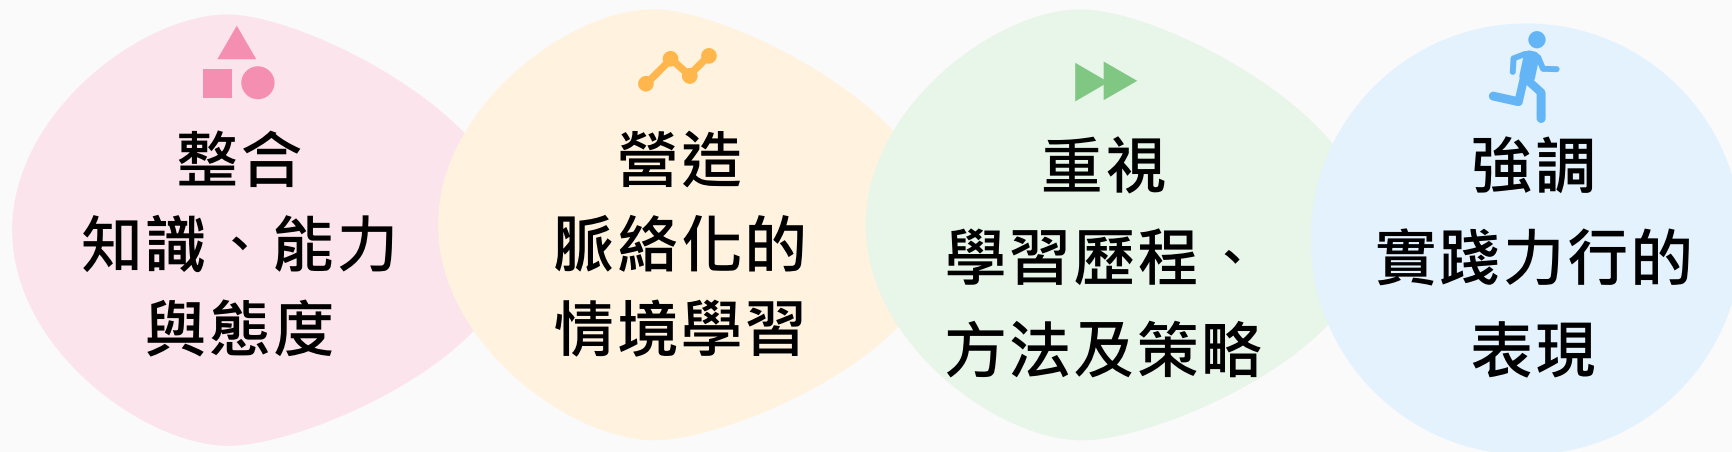 整合
知識、能力
與態度
營造
脈絡化的
情境學習
重視
學習歷程、
方法及策略
強調
實踐力行的
表現